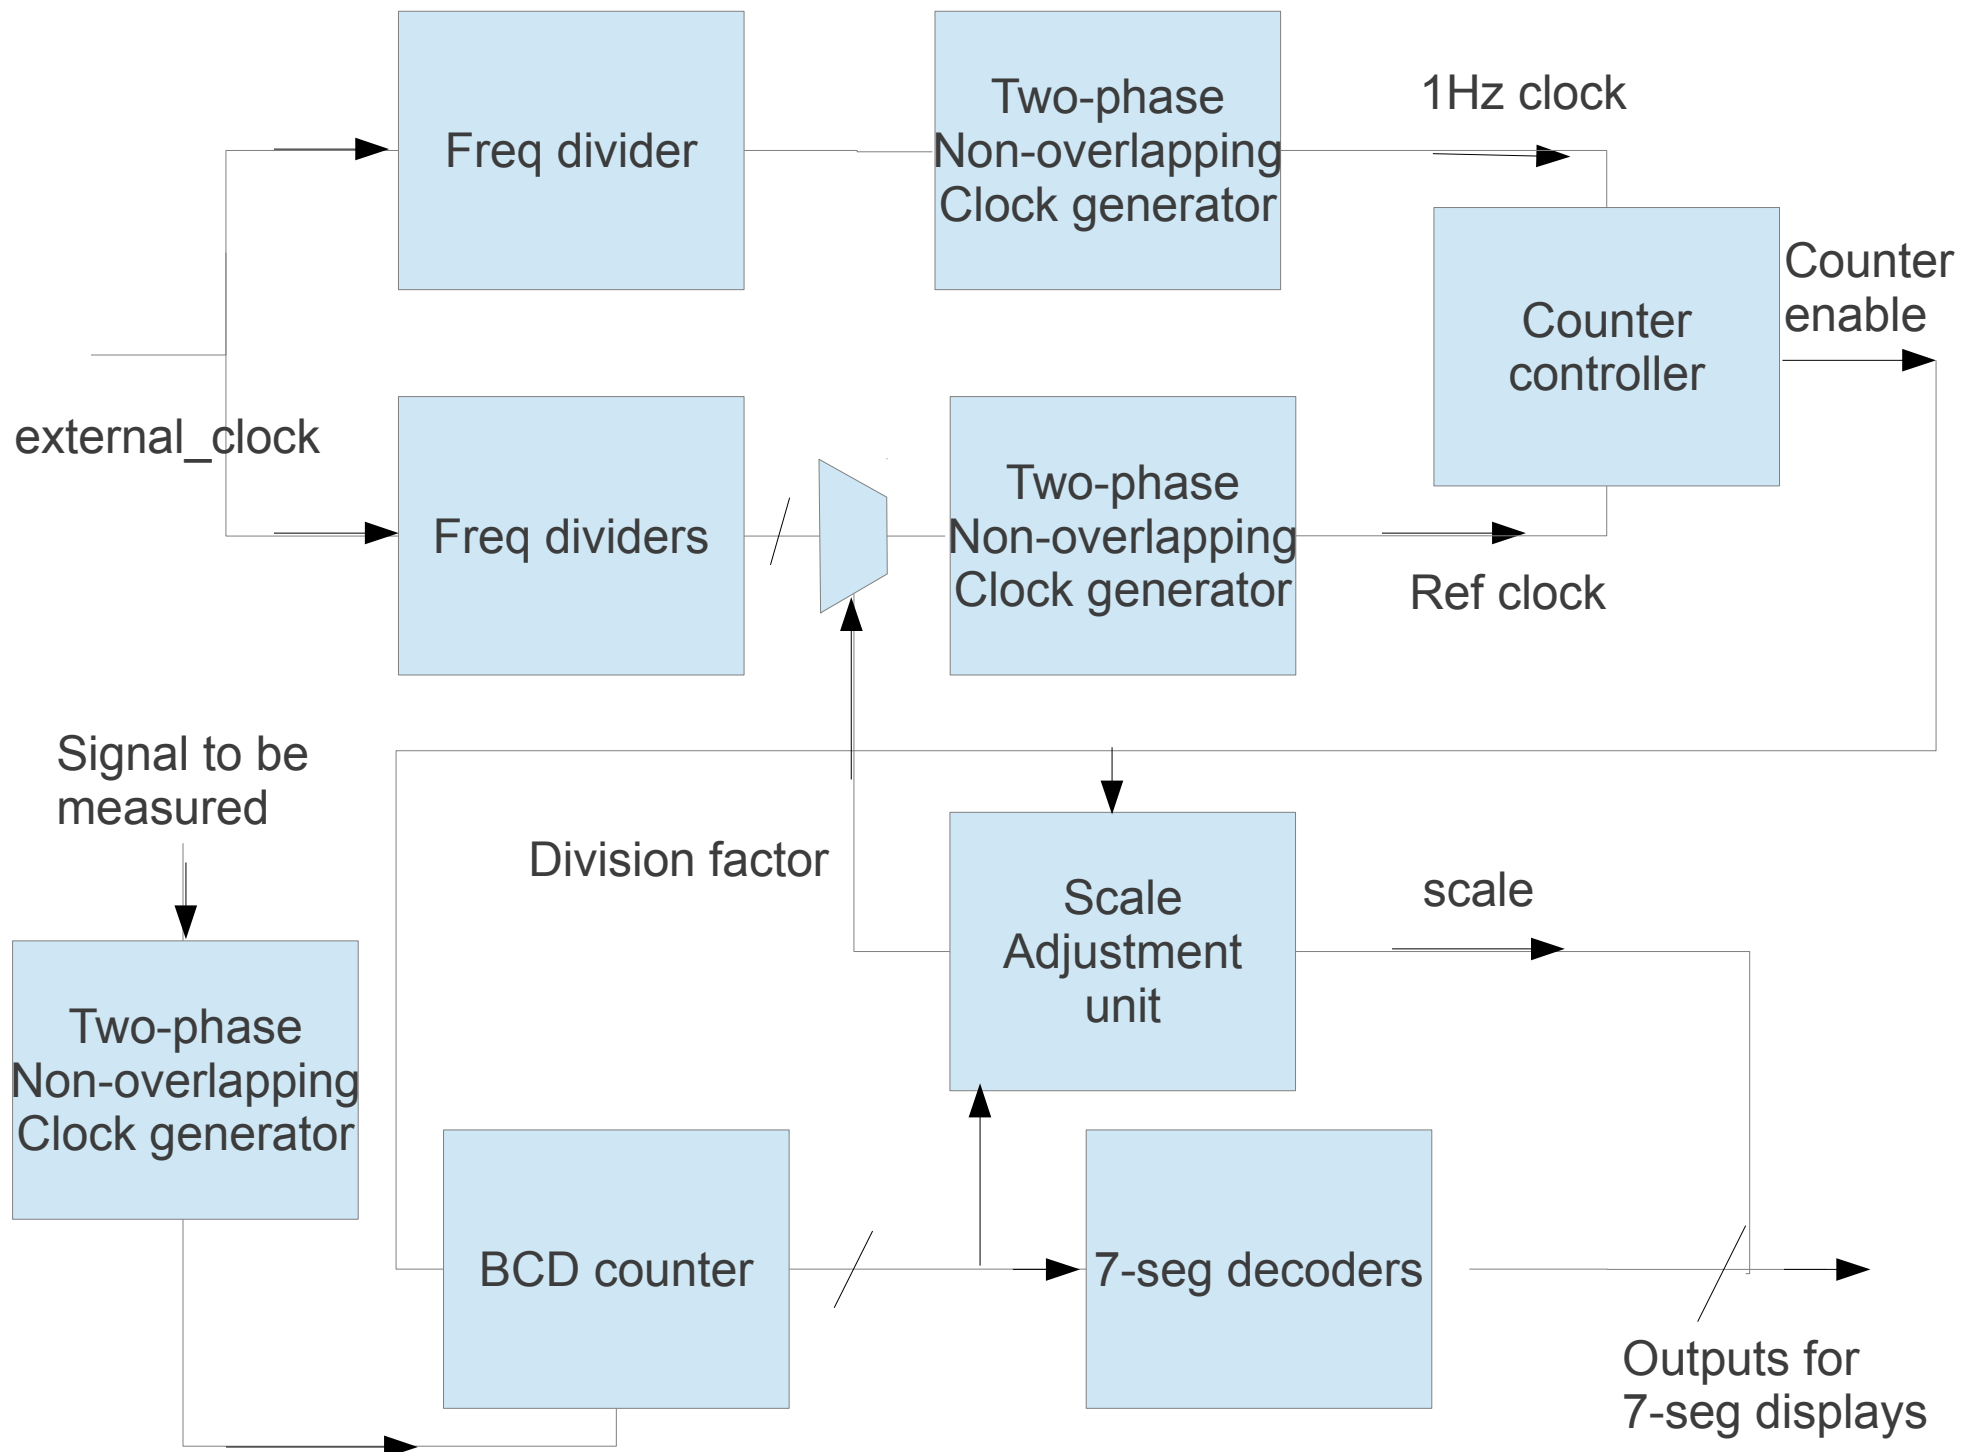 Freq divider
Two-phase
Non-overlapping
Clock generator
1Hz clock
Counter
controller
Counter
enable
external_clock
Freq dividers
Two-phase
Non-overlapping
Clock generator
Ref clock
Signal to be
measured
Division factor
Scale
Adjustment
unit
scale
Two-phase
Non-overlapping
Clock generator
BCD counter
7-seg decoders
Outputs for
7-seg displays